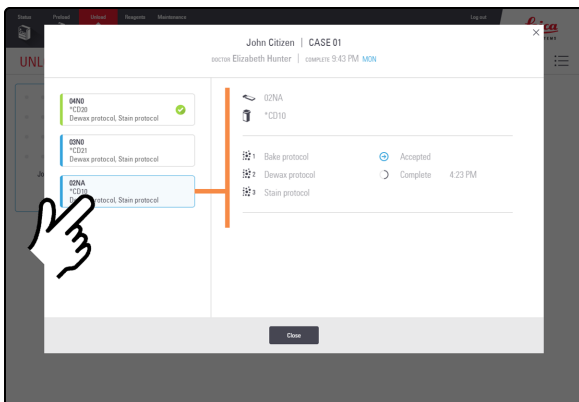 Status Preload Unload Reagents Maintenance Log out
UNL
John Citizen | CASE 01
DOCTOR Elizabeth Hunter | COMPLETE 9:43 PM MON
04N0
*CD20
Dewax protocol, Stain protocol
03N0
*CD21
Dewax protocol, Stain protocol
02NA
*CD10
protocol, Stain protocol
02NA
*CD10
1 Bake protocol Accepted
2 Dewax protocol Complete 4:23 PM
3 Stain protocol
Close
Jo